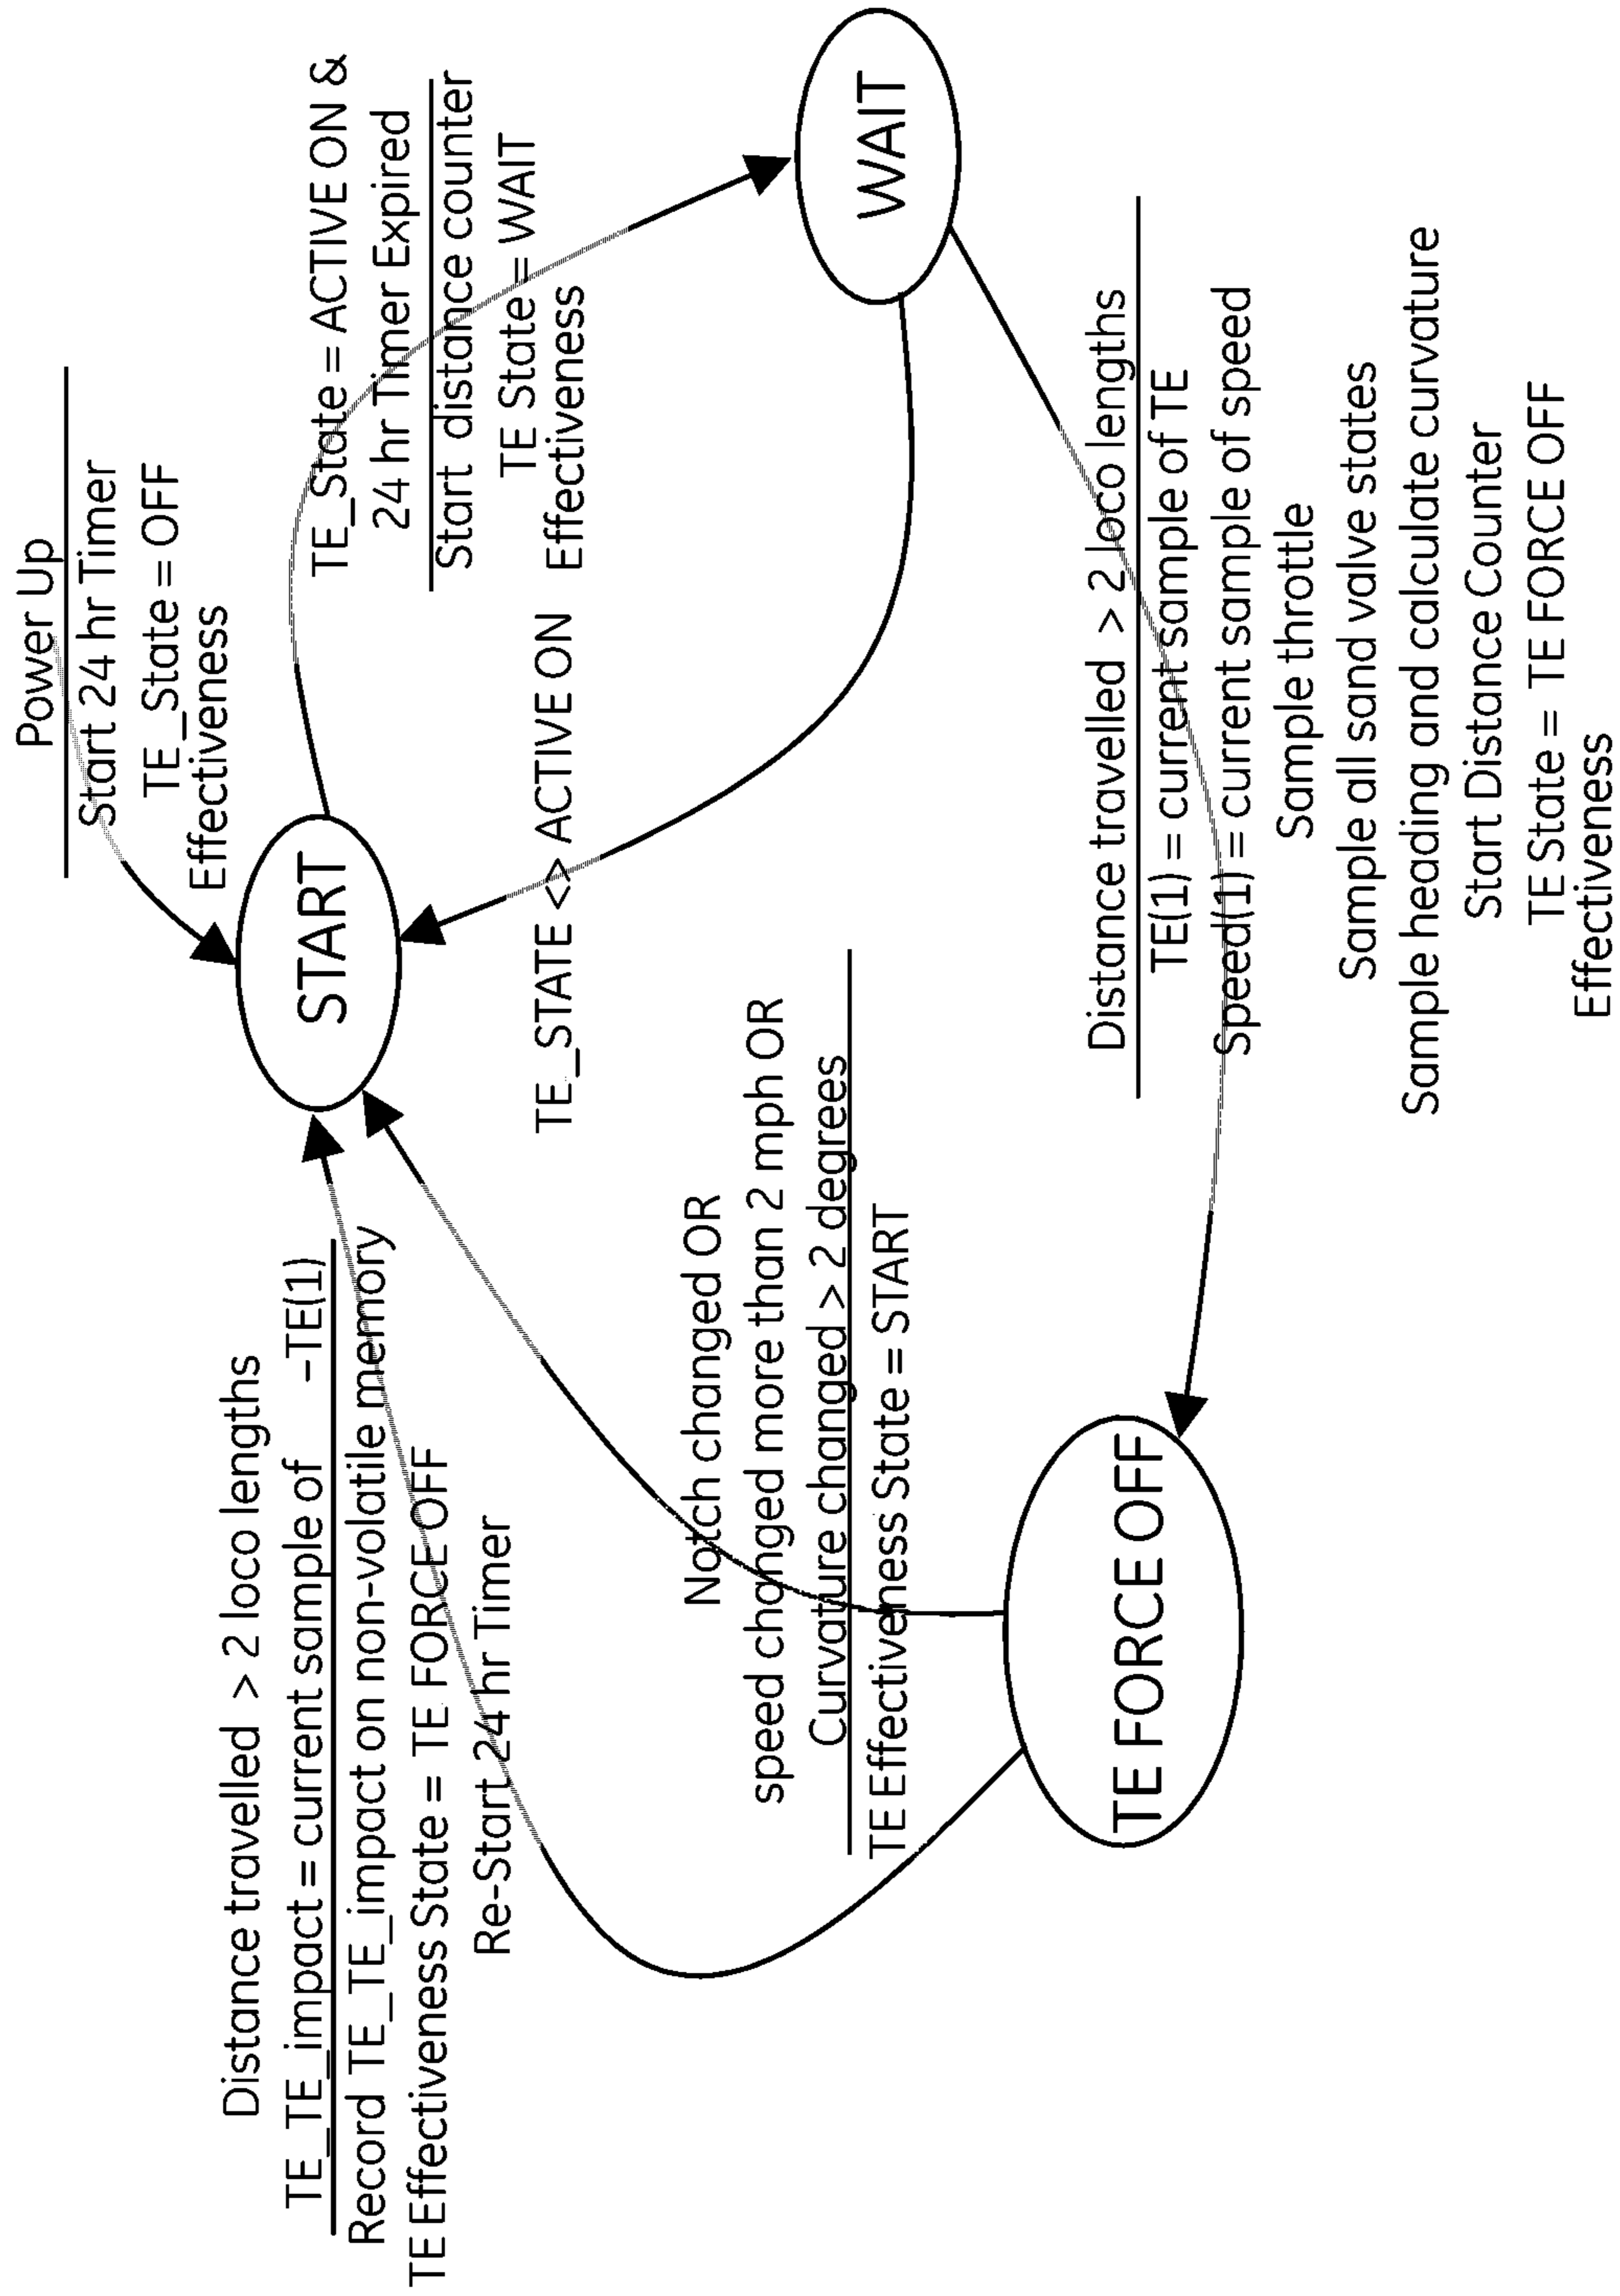 Power Up
Start 24 hr Timer
TE_State = OFF
Effectiveness
START
TE_State = ACTIVE ON &
24 hr Timer Expired
Start distance counter
TE State = WAIT
Effectiveness
WAIT
TE_STATE <> ACTIVE ON
Distance travelled > 2 loco lengths
TE(1) = current sample of TE
Speed(1) = current sample of speed
Sample throttle
Sample all sand valve states
Sample heading and calculate curvature
Start Distance Counter
TE State = TE FORCE OFF
Effectiveness
TE FORCE OFF
Notch changed OR
speed changed more than 2 mph OR
Curvature changed > 2 degrees
TE Effectiveness State = START
Distance travelled > 2 loco lengths
TE_TE_impact = current sample of –TE(1)
Record TE_TE_impact on non-volatile memory
TE Effectiveness State = TE FORCE OFF
Re-Start 24 hr Timer